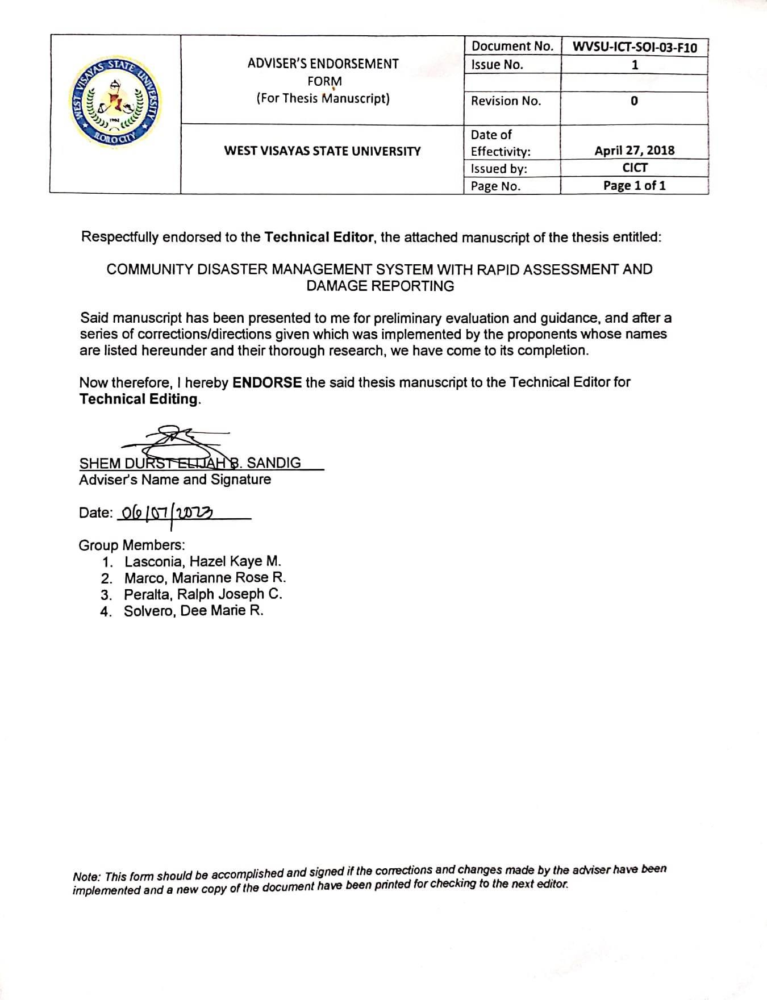 WEST VISAYAS STATE UNIVERSITY
1902
ILOILO CITY
ADVISER'S ENDORSEMENT
FORM
(For Thesis Manuscript)
WEST VISAYAS STATE UNIVERSITY
Document No. WVSU-ICT-SOI-03-F10
Issue No. 1
Revision No. 0
Date of
Effectivity: April 27, 2018
Issued by: CICT
Page No. Page 1 of 1
Respectfully endorsed to the Technical Editor, the attached manuscript of the thesis entitled:
COMMUNITY DISASTER MANAGEMENT SYSTEM WITH RAPID ASSESSMENT AND
DAMAGE REPORTING
Said manuscript has been presented to me for preliminary evaluation and guidance, and after a
series of corrections/directions given which was implemented by the proponents whose names
are listed hereunder and their thorough research, we have come to its completion.
Now therefore, I hereby ENDORSE the said thesis manuscript to the Technical Editor for
Technical Editing.
SHEM DURST ELIJAH B. SANDIG
Adviser's Name and Signature
Date: 06/07/2023
Group Members:
1. Lasconia, Hazel Kaye M.
2. Marco, Marianne Rose R.
3. Peralta, Ralph Joseph C.
4. Solvero, Dee Marie R.
Note: This form should be accomplished and signed if the corrections and changes made by the adviser have been
implemented and a new copy of the document have been printed for checking to the next editor.